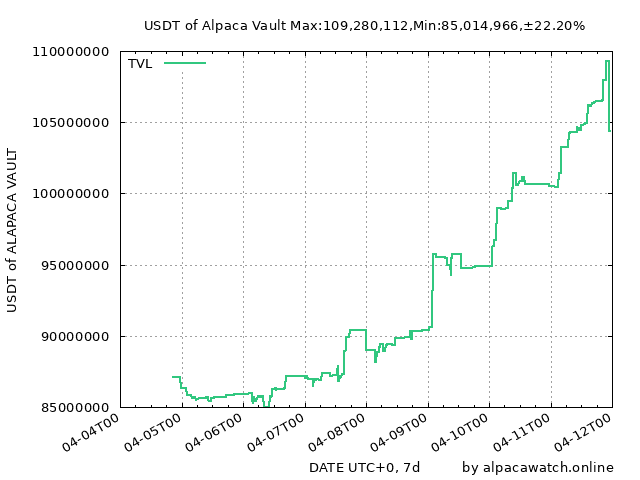 USDT of Alpaca Vault Max:109,280,112,Min:85,014,966,±22.20%
TVL
110000000
105000000
100000000
95000000
90000000
85000000
USDT of ALAPACA VAULT
04-04T00
04-05T00
04-06T00
04-07T00
04-08T00
04-09T00
04-10T00
04-11T00
04-12T00
DATE UTC+0, 7d
by alpacawatch.online